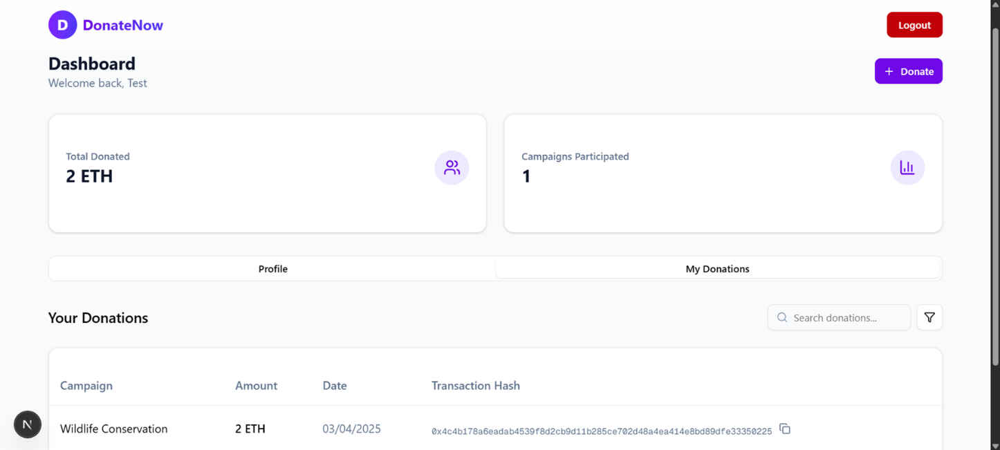 D DonateNow
Logout
Dashboard
Welcome back, Test
+ Donate
Total Donated
2 ETH
Campaigns Participated
1
Profile
My Donations
Your Donations
Search donations...
Campaign Amount Date Transaction Hash
Wildlife Conservation 2 ETH 03/04/2025 0x4c4b178a6eadab4539f8d2cb9d11b285ce702d48a4ea414e8bd89dfe33350225
N